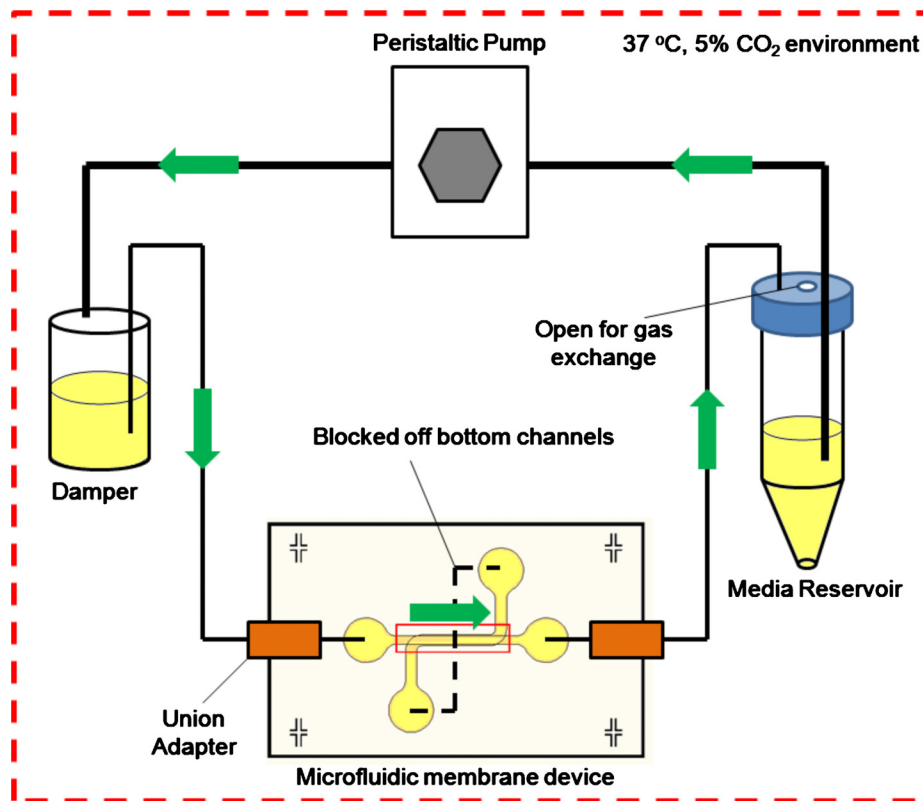 Peristaltic Pump
37 ºC, 5% CO₂ environment
Open for gas
exchange
Blocked off bottom channels
Damper
Media Reservoir
Union
Adapter
Microfluidic membrane device